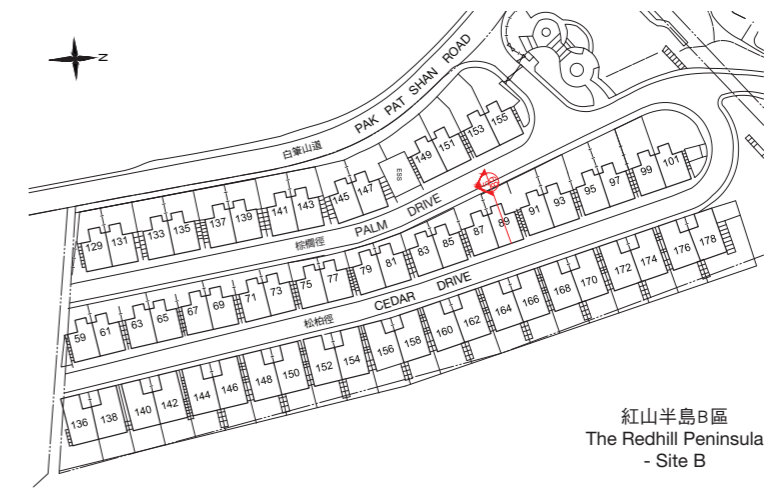 N
PAK PAT SHAN ROAD
白筆山道
149 151 153 155
ESS
145 147
141 143
137 139
133 135
129 131
PALM DRIVE
棕櫚徑
99 101
95 97
91 93
87 89
83 85
79 81
75 77
71 73
67 69
63 65
59 61
CEDAR DRIVE
松柏徑
176 178
172 174
168 170
164 166
160 162
156 158
152 154
148 150
144 146
140 142
136 138
紅山半島B區
The Redhill Peninsula
- Site B